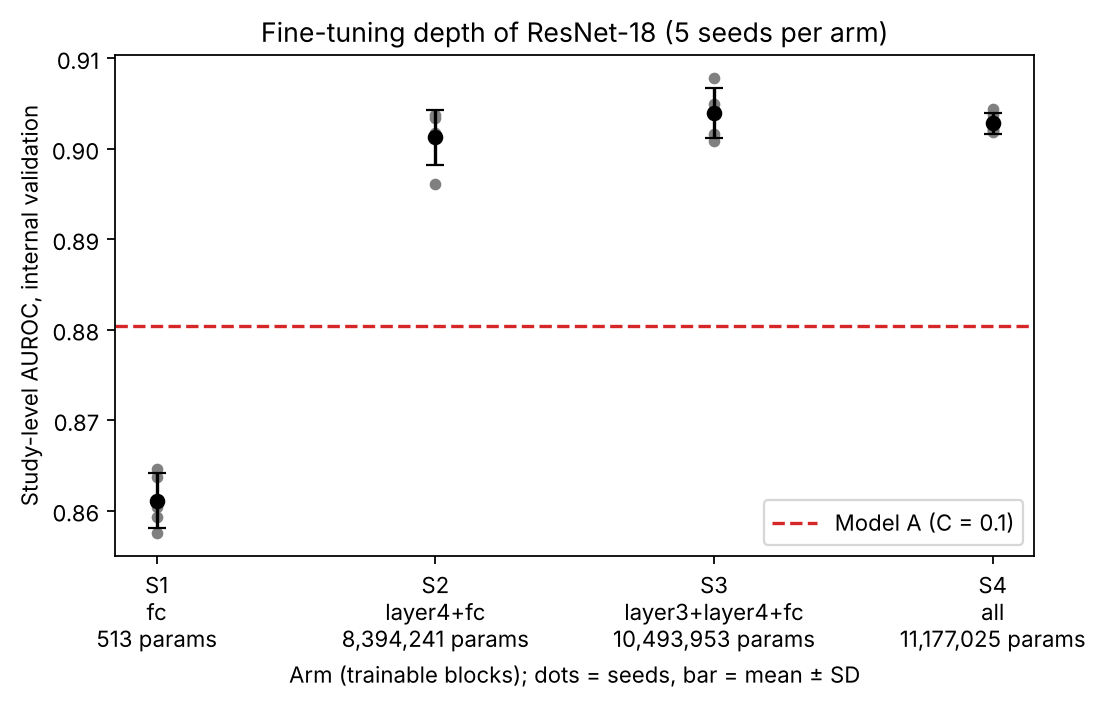 Fine-tuning depth of ResNet-18 (5 seeds per arm)
Study-level AUROC, internal validation
0.91
0.90
0.89
0.88
0.87
0.86
Model A (C = 0.1)
S1
fc
513 params
S2
layer4+fc
8,394,241 params
S3
layer3+layer4+fc
10,493,953 params
S4
all
11,177,025 params
Arm (trainable blocks); dots = seeds, bar = mean ± SD